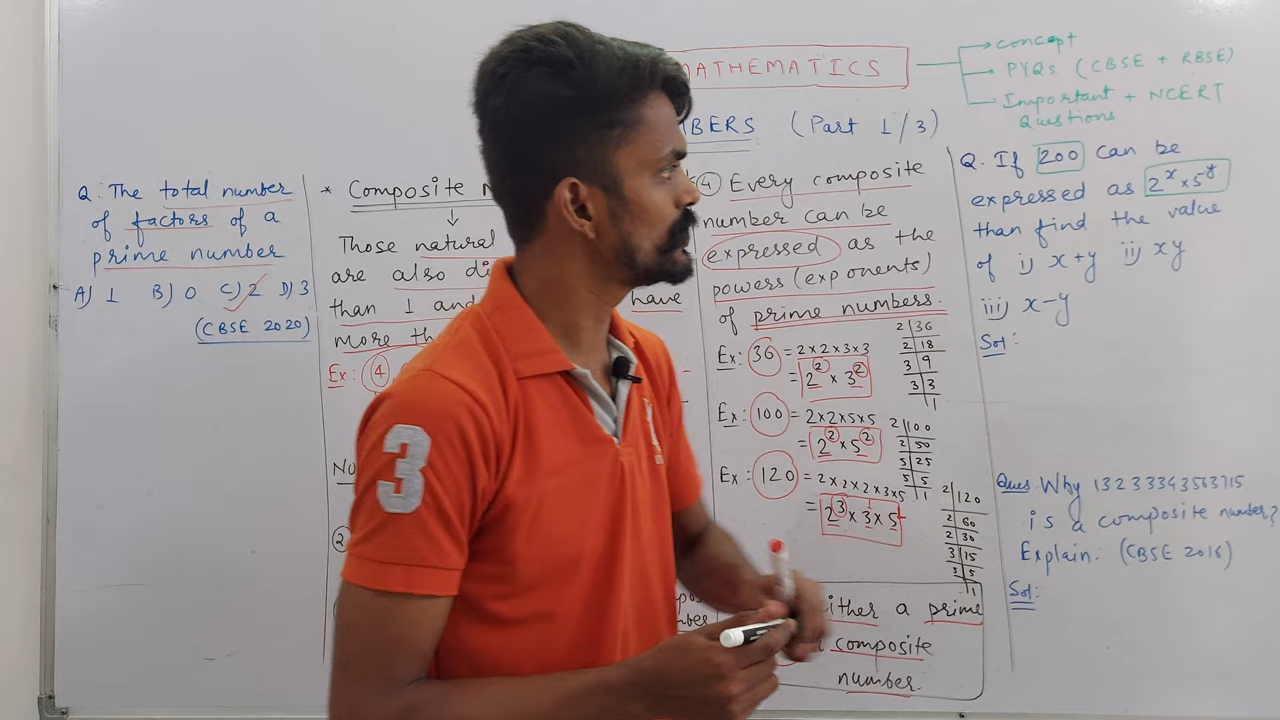 MATHEMATICS
concept
PYQs (CBSE + RBSE)
Important + NCERT
Questions
BERS (Part 1/3)
Q: The total number
of factors of a
prime number
A) 1 B) 0 C) 2 D) 3
(CBSE 2020)
* Composite
Those natural
are also
than 1 and have
more
Ex: 4
2
3
4 Every composite
number can be
expressed as the
powers (exponents)
of prime numbers.
Ex: 36 = 2×2×3×3
= 2² × 3²
2 36
2 18
3 9
3 3
1
Ex: 100 = 2×2×5×5
= 2² × 5²
2 100
2 50
5 25
5 5
1
Ex: 120 = 2×2×2×3×5
= 2³ × 3¹ × 5¹
2 120
2 60
2 30
3 15
5 5
1
a prime
composite
number.
Q. If 200 can be
expressed as 2ˣ × 5ʸ
than find the value
of i) x+y ii) xy
iii) x-y
Sol:
Ques. Why
is a composite number?
Explain. (CBSE 2016)
Sol: